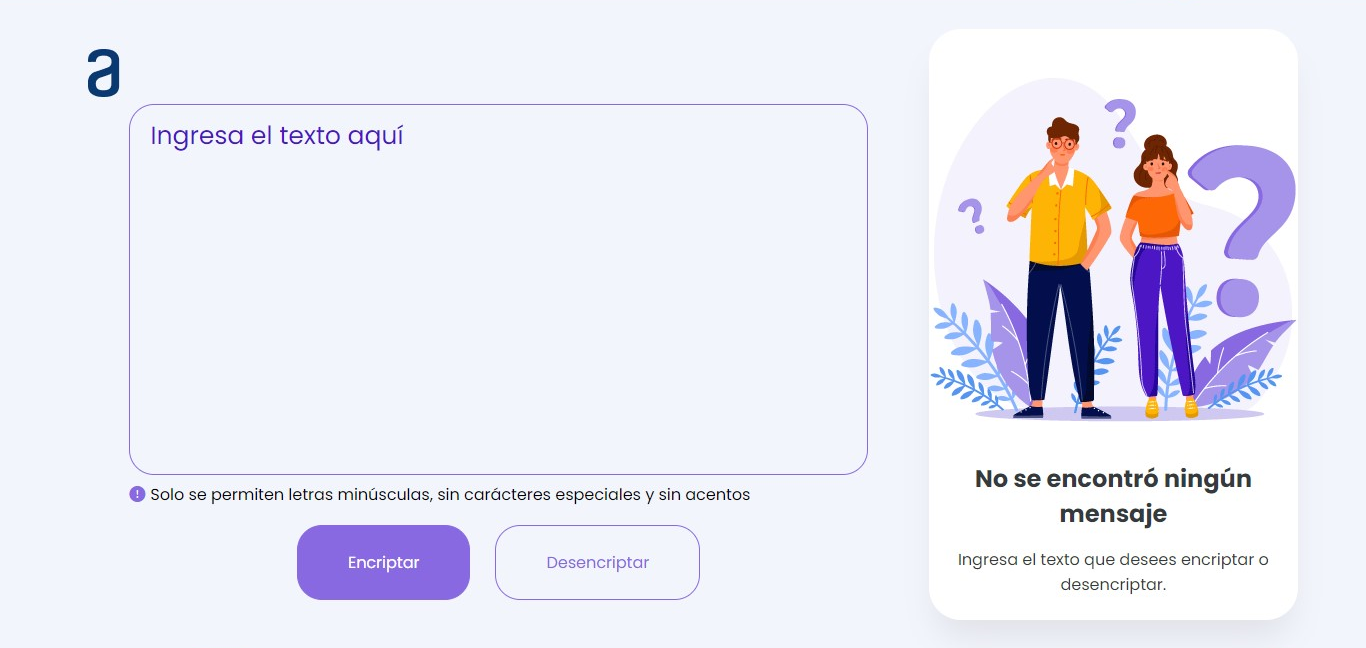 a
Ingresa el texto aquí
! Solo se permiten letras minúsculas, sin carácteres especiales y sin acentos
Encriptar
Desencriptar
? ? ?
No se encontró ningún
mensaje
Ingresa el texto que desees encriptar o
desencriptar.